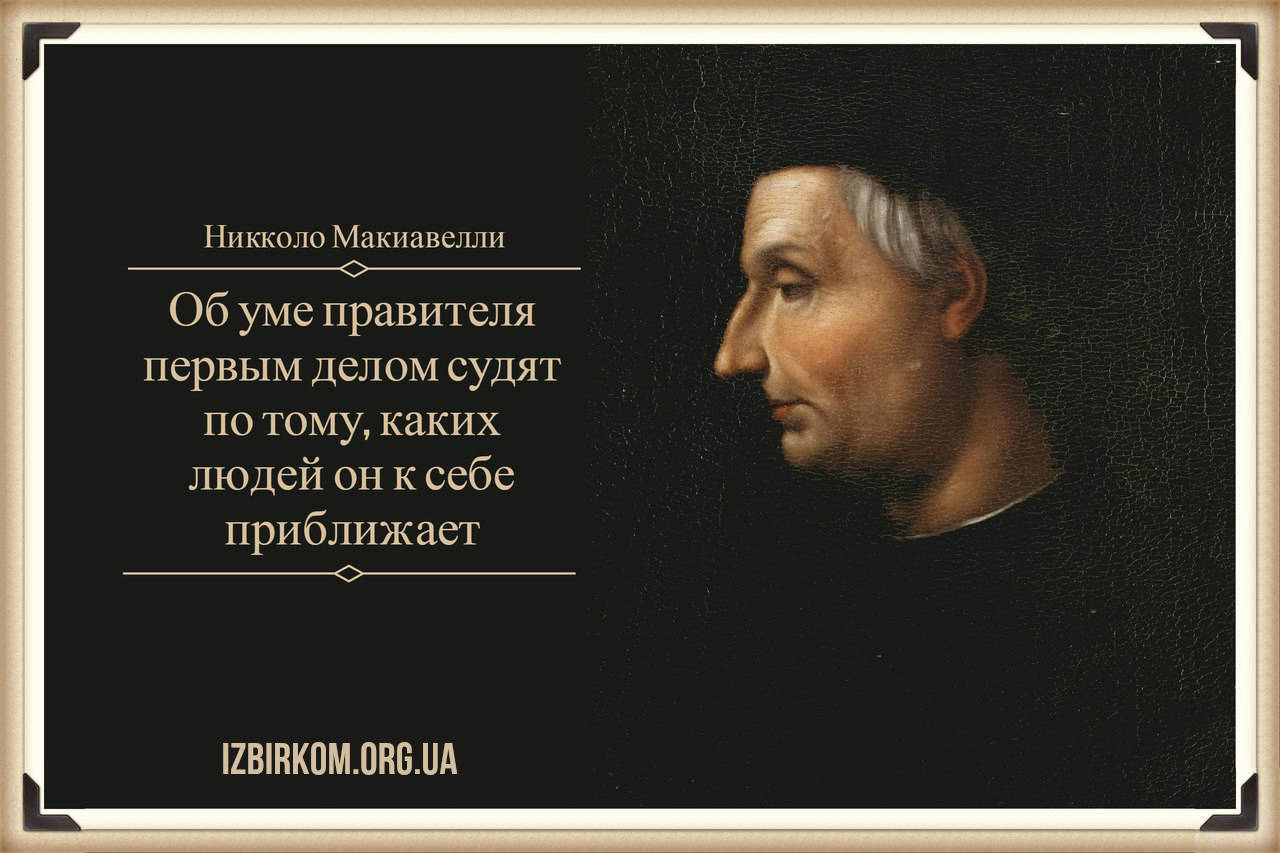 Никколо Макиавелли
Об уме правителя
первым делом судят
по тому, каких
людей он к себе
приближает
IZBIRKOM.ORG.UA